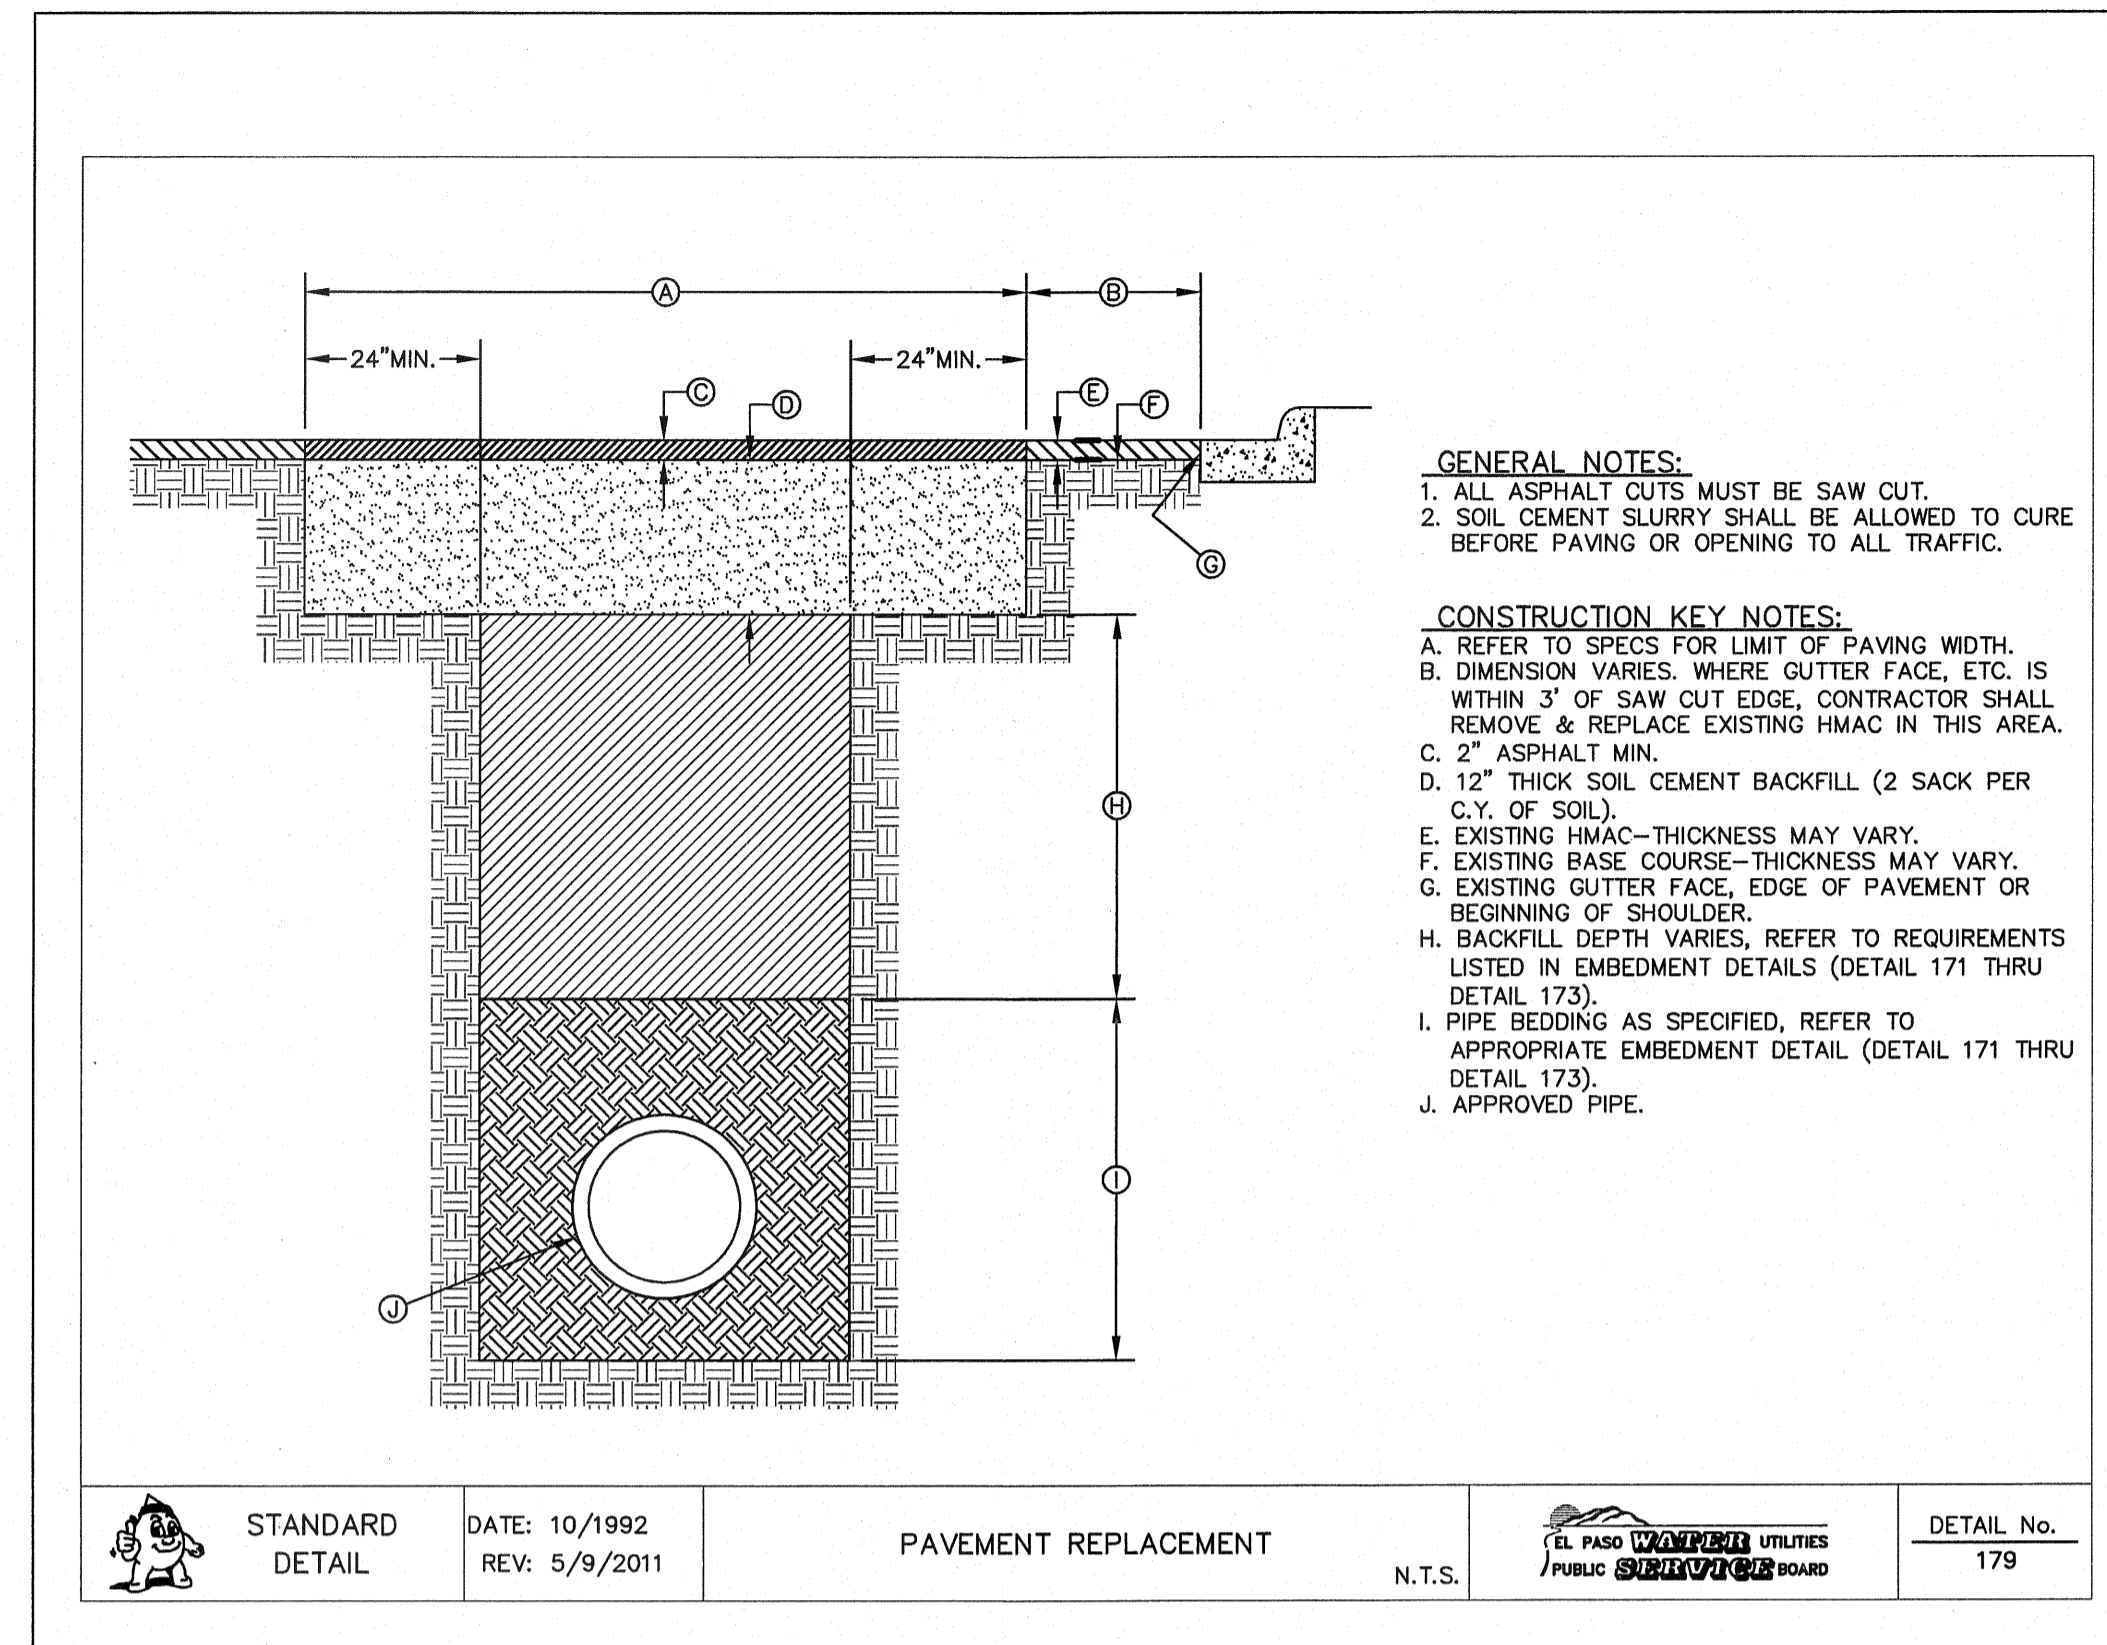 A
B
24"MIN.
24"MIN.
C
D
E
F
G
H
I
J
GENERAL NOTES:
1. ALL ASPHALT CUTS MUST BE SAW CUT.
2. SOIL CEMENT SLURRY SHALL BE ALLOWED TO CURE
BEFORE PAVING OR OPENING TO ALL TRAFFIC.
CONSTRUCTION KEY NOTES:
A. REFER TO SPECS FOR LIMIT OF PAVING WIDTH.
B. DIMENSION VARIES. WHERE GUTTER FACE, ETC. IS
WITHIN 3' OF SAW CUT EDGE, CONTRACTOR SHALL
REMOVE & REPLACE EXISTING HMAC IN THIS AREA.
C. 2" ASPHALT MIN.
D. 12" THICK SOIL CEMENT BACKFILL (2 SACK PER
C.Y. OF SOIL).
E. EXISTING HMAC–THICKNESS MAY VARY.
F. EXISTING BASE COURSE–THICKNESS MAY VARY.
G. EXISTING GUTTER FACE, EDGE OF PAVEMENT OR
BEGINNING OF SHOULDER.
H. BACKFILL DEPTH VARIES, REFER TO REQUIREMENTS
LISTED IN EMBEDMENT DETAILS (DETAIL 171 THRU
DETAIL 173).
I. PIPE BEDDING AS SPECIFIED, REFER TO
APPROPRIATE EMBEDMENT DETAIL (DETAIL 171 THRU
DETAIL 173).
J. APPROVED PIPE.
STANDARD
DETAIL
DATE: 10/1992
REV: 5/9/2011
PAVEMENT REPLACEMENT
N.T.S.
EL PASO WATER UTILITIES
PUBLIC SERVICE BOARD
DETAIL No.
179